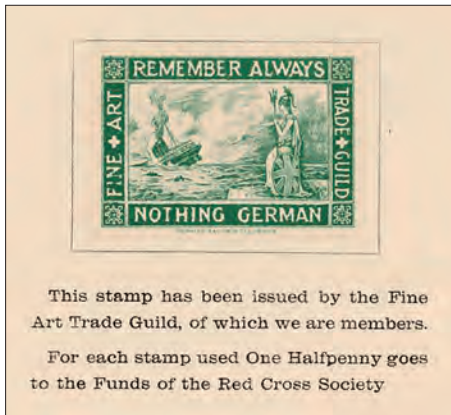 REMEMBER ALWAYS
FINE + ART
TRADE + GUILD
NOTHING GERMAN
This stamp has been issued by the Fine
Art Trade Guild, of which we are members.
For each stamp used One Halfpenny goes
to the Funds of the Red Cross Society